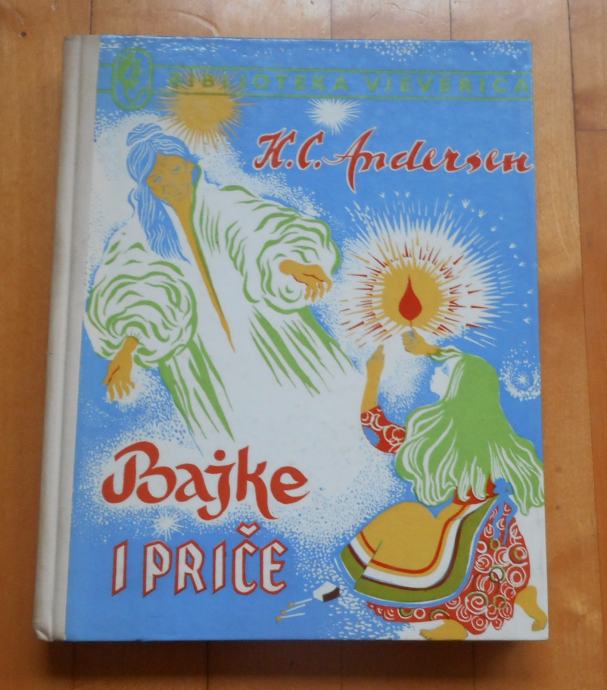 BIBLIOTEKA VJEVERICA
H.C. Andersen
Bajke
I PRIČE